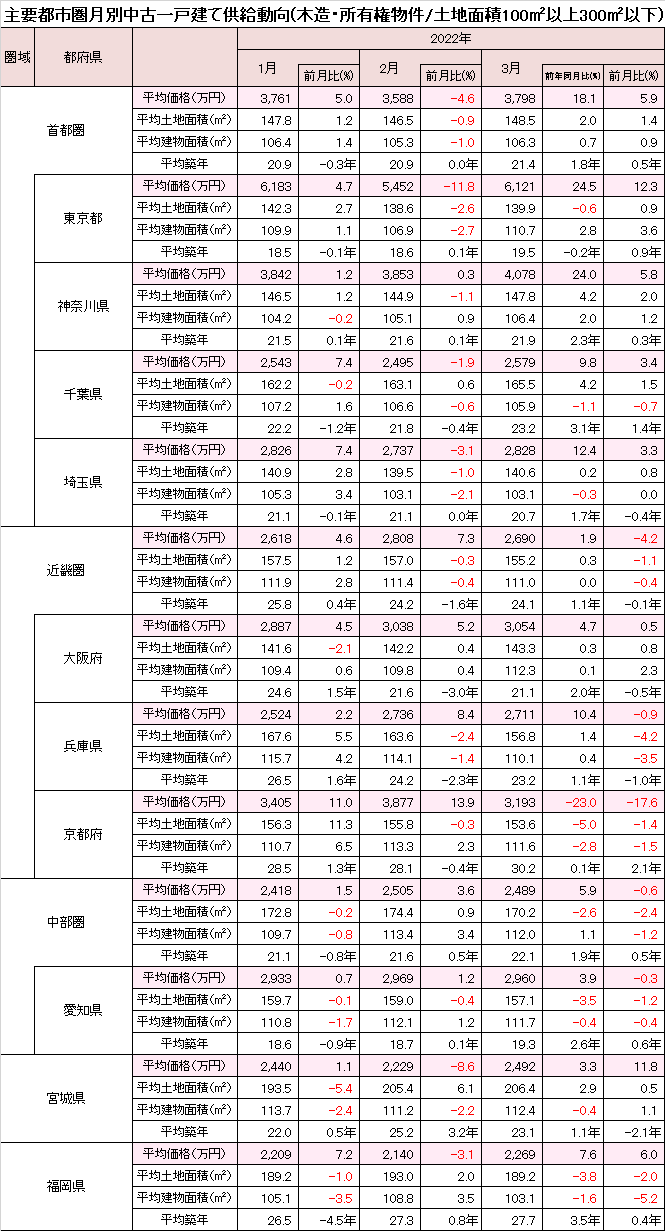 主要都市圏月別中古一戸建て供給動向(木造・所有権物件/土地面積100㎡以上300㎡以下)
圏域 都府県 2022年
1月 前月比(%) 2月 前月比(%) 3月 前年同月比(%) 前月比(%)
首都圏
平均価格(万円) 3,761 5.0 3,588 -4.6 3,798 18.1 5.9
平均土地面積(㎡) 147.8 1.2 146.5 -0.9 148.5 2.0 1.4
平均建物面積(㎡) 106.4 1.4 105.3 -1.0 106.3 0.7 0.9
平均築年 20.9 -0.3年 20.9 0.0年 21.4 1.8年 0.5年
東京都
平均価格(万円) 6,183 4.7 5,452 -11.8 6,121 24.5 12.3
平均土地面積(㎡) 142.3 2.7 138.6 -2.6 139.9 -0.6 0.9
平均建物面積(㎡) 109.9 1.1 106.9 -2.7 110.7 2.8 3.6
平均築年 18.5 -0.1年 18.6 0.1年 19.5 -0.2年 0.9年
神奈川県
平均価格(万円) 3,842 1.2 3,853 0.3 4,078 24.0 5.8
平均土地面積(㎡) 146.5 1.2 144.9 -1.1 147.8 4.2 2.0
平均建物面積(㎡) 104.2 -0.2 105.1 0.9 106.4 2.0 1.2
平均築年 21.5 0.1年 21.6 0.1年 21.9 2.3年 0.3年
千葉県
平均価格(万円) 2,543 7.4 2,495 -1.9 2,579 9.8 3.4
平均土地面積(㎡) 162.2 -0.2 163.1 0.6 165.5 4.2 1.5
平均建物面積(㎡) 107.2 1.6 106.6 -0.6 105.9 -1.1 -0.7
平均築年 22.2 -1.2年 21.8 -0.4年 23.2 3.1年 1.4年
埼玉県
平均価格(万円) 2,826 7.4 2,737 -3.1 2,828 12.4 3.3
平均土地面積(㎡) 140.9 2.8 139.5 -1.0 140.6 0.2 0.8
平均建物面積(㎡) 105.3 3.4 103.1 -2.1 103.1 -0.3 0.0
平均築年 21.1 -0.1年 21.1 0.0年 20.7 1.7年 -0.4年
近畿圏
平均価格(万円) 2,618 4.6 2,808 7.3 2,690 1.9 -4.2
平均土地面積(㎡) 157.5 1.2 157.0 -0.3 155.2 0.3 -1.1
平均建物面積(㎡) 111.9 2.8 111.4 -0.4 111.0 0.0 -0.4
平均築年 25.8 0.4年 24.2 -1.6年 24.1 1.1年 -0.1年
大阪府
平均価格(万円) 2,887 4.5 3,038 5.2 3,054 4.7 0.5
平均土地面積(㎡) 141.6 -2.1 142.2 0.4 143.3 0.3 0.8
平均建物面積(㎡) 109.4 0.6 109.8 0.4 112.3 0.1 2.3
平均築年 24.6 1.5年 21.6 -3.0年 21.1 2.0年 -0.5年
兵庫県
平均価格(万円) 2,524 2.2 2,736 8.4 2,711 10.4 -0.9
平均土地面積(㎡) 167.6 5.5 163.6 -2.4 156.8 1.4 -4.2
平均建物面積(㎡) 115.7 4.2 114.1 -1.4 110.1 0.4 -3.5
平均築年 26.5 1.6年 24.2 -2.3年 23.2 1.1年 -1.0年
京都府
平均価格(万円) 3,405 11.0 3,877 13.9 3,193 -23.0 -17.6
平均土地面積(㎡) 156.3 11.3 155.8 -0.3 153.6 -5.0 -1.4
平均建物面積(㎡) 110.7 6.5 113.3 2.3 111.6 -2.8 -1.5
平均築年 28.5 1.3年 28.1 -0.4年 30.2 0.1年 2.1年
中部圏
平均価格(万円) 2,418 1.5 2,505 3.6 2,489 5.9 -0.6
平均土地面積(㎡) 172.8 -0.2 174.4 0.9 170.2 -2.6 -2.4
平均建物面積(㎡) 109.7 -0.8 113.4 3.4 112.0 1.1 -1.2
平均築年 21.1 -0.8年 21.6 0.5年 22.1 1.9年 0.5年
愛知県
平均価格(万円) 2,933 0.7 2,969 1.2 2,960 3.9 -0.3
平均土地面積(㎡) 159.7 -0.1 159.0 -0.4 157.1 -3.5 -1.2
平均建物面積(㎡) 110.8 -1.7 112.1 1.2 111.7 -0.4 -0.4
平均築年 18.6 -0.9年 18.7 0.1年 19.3 2.6年 0.6年
宮城県
平均価格(万円) 2,440 1.1 2,229 -8.6 2,492 3.3 11.8
平均土地面積(㎡) 193.5 -5.4 205.4 6.1 206.4 2.9 0.5
平均建物面積(㎡) 113.7 -2.4 111.2 -2.2 112.4 -0.4 1.1
平均築年 22.0 0.5年 25.2 3.2年 23.1 1.1年 -2.1年
福岡県
平均価格(万円) 2,209 7.2 2,140 -3.1 2,269 7.6 6.0
平均土地面積(㎡) 189.2 -1.0 193.0 2.0 189.2 -3.8 -2.0
平均建物面積(㎡) 105.1 -3.5 108.8 3.5 103.1 -1.6 -5.2
平均築年 26.5 -4.5年 27.3 0.8年 27.7 3.5年 0.4年